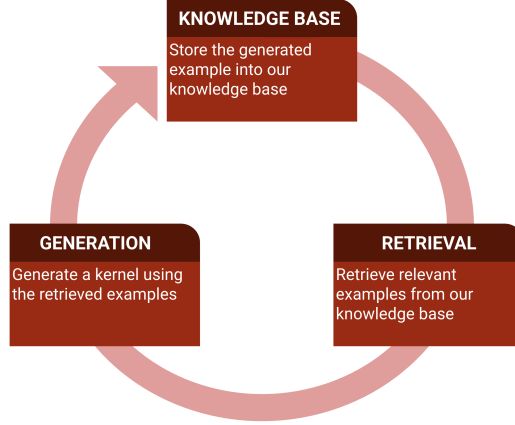 KNOWLEDGE BASE
Store the generated
example into our
knowledge base
GENERATION
Generate a kernel using
the retrieved examples
RETRIEVAL
Retrieve relevant
examples from our
knowledge base